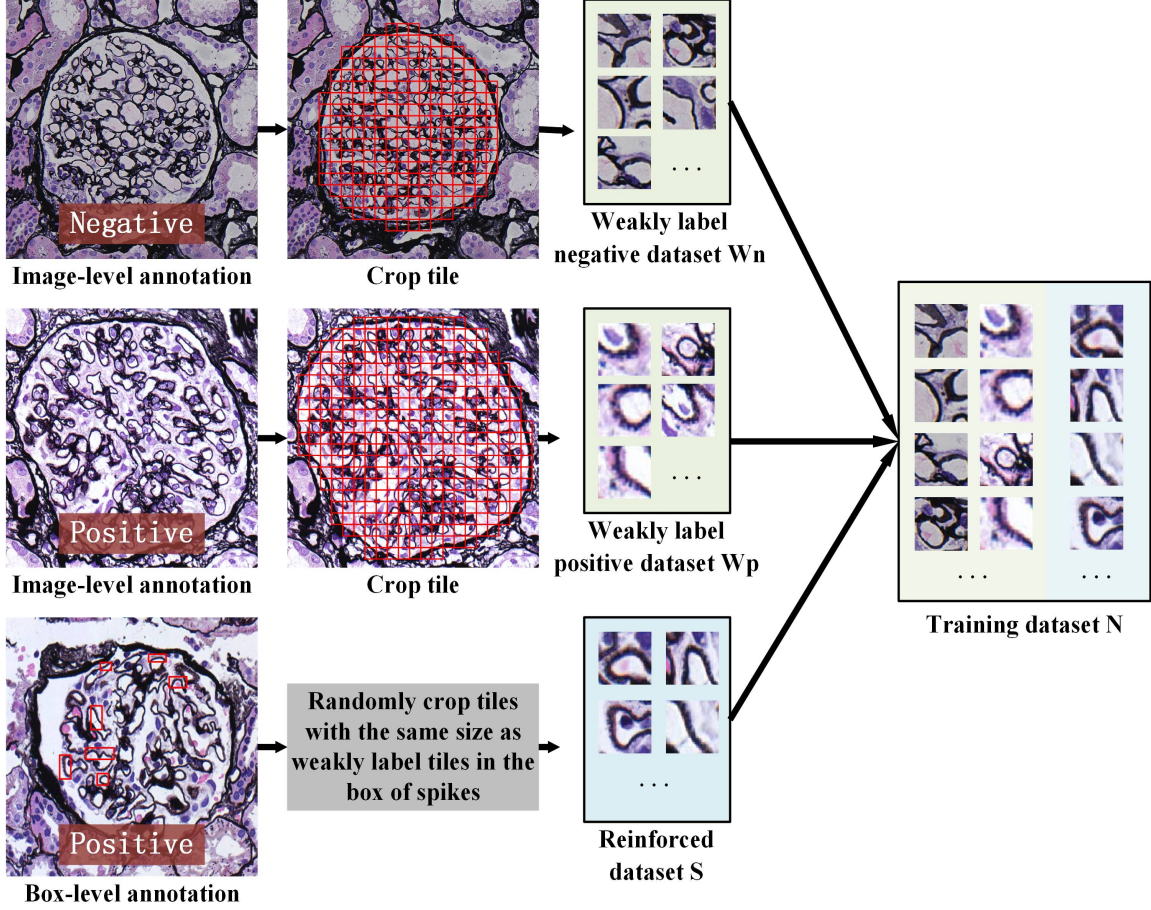 Negative
Image-level annotation
Crop tile
Weakly label
negative dataset Wn
. . .
Positive
Image-level annotation
Crop tile
Weakly label
positive dataset Wp
. . .
Positive
Box-level annotation
Randomly crop tiles
with the same size as
weakly label tiles in the
box of spikes
Reinforced
dataset S
. . .
Training dataset N
. . .
. . .